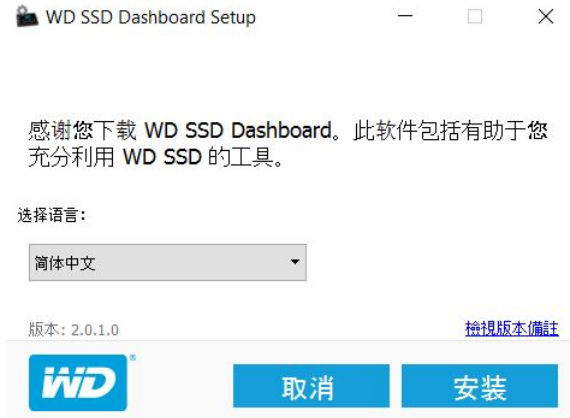 WD SSD Dashboard Setup
感谢您下载 WD SSD Dashboard。此软件包括有助于您
充分利用 WD SSD 的工具。
选择语言:
简体中文
版本: 2.0.1.0
檢視版本備註
WD®
取消
安装